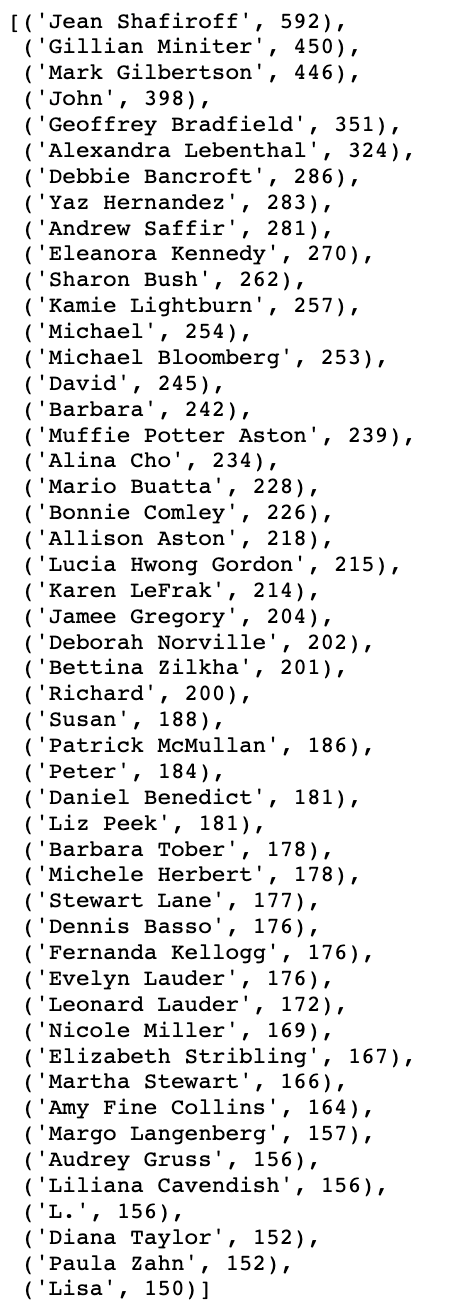 [('Jean Shafiroff', 592),
('Gillian Miniter', 450),
('Mark Gilbertson', 446),
('John', 398),
('Geoffrey Bradfield', 351),
('Alexandra Lebenthal', 324),
('Debbie Bancroft', 286),
('Yaz Hernandez', 283),
('Andrew Saffir', 281),
('Eleanora Kennedy', 270),
('Sharon Bush', 262),
('Kamie Lightburn', 257),
('Michael', 254),
('Michael Bloomberg', 253),
('David', 245),
('Barbara', 242),
('Muffie Potter Aston', 239),
('Alina Cho', 234),
('Mario Buatta', 228),
('Bonnie Comley', 226),
('Allison Aston', 218),
('Lucia Hwong Gordon', 215),
('Karen LeFrak', 214),
('Jamee Gregory', 204),
('Deborah Norville', 202),
('Bettina Zilkha', 201),
('Richard', 200),
('Susan', 188),
('Patrick McMullan', 186),
('Peter', 184),
('Daniel Benedict', 181),
('Liz Peek', 181),
('Barbara Tober', 178),
('Michele Herbert', 178),
('Stewart Lane', 177),
('Dennis Basso', 176),
('Fernanda Kellogg', 176),
('Evelyn Lauder', 176),
('Leonard Lauder', 172),
('Nicole Miller', 169),
('Elizabeth Stribling', 167),
('Martha Stewart', 166),
('Amy Fine Collins', 164),
('Margo Langenberg', 157),
('Audrey Gruss', 156),
('Liliana Cavendish', 156),
('L.', 156),
('Diana Taylor', 152),
('Paula Zahn', 152),
('Lisa', 150)]